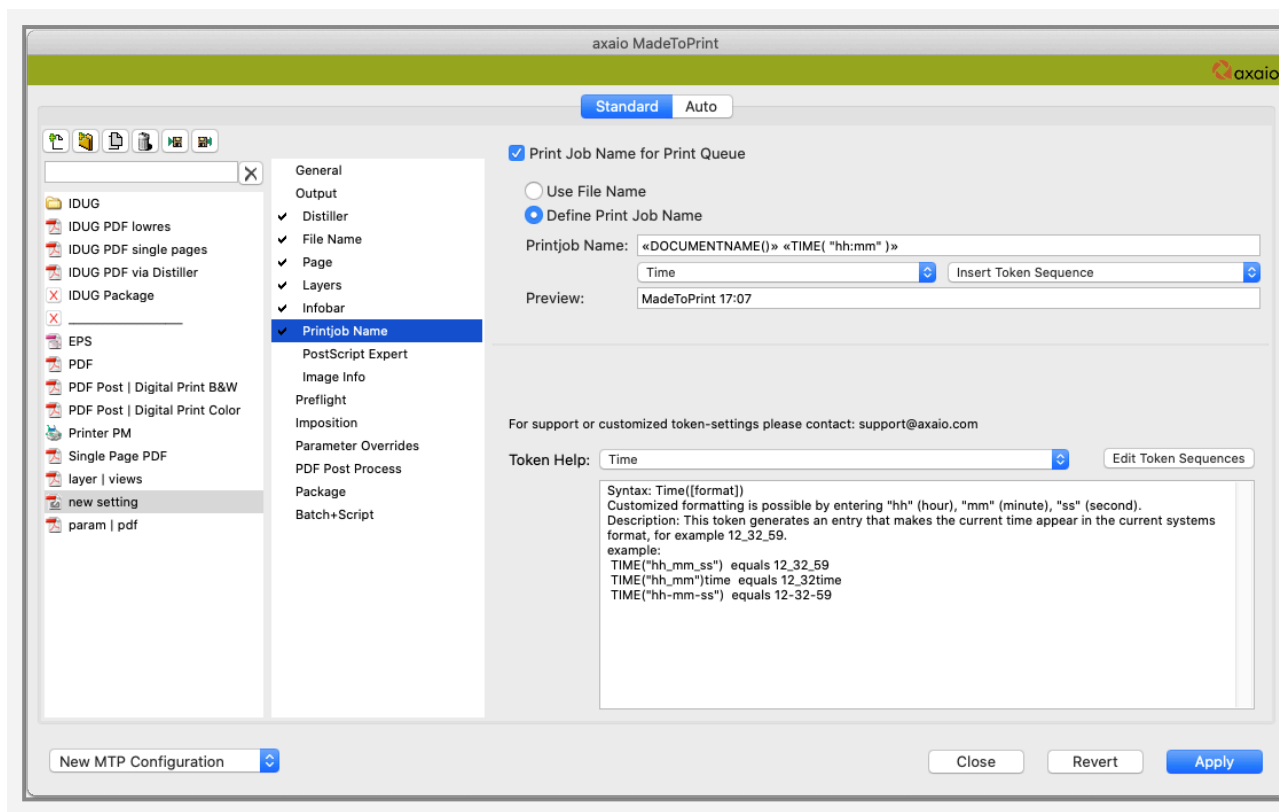 axaio MadeToPrint
axaio
Standard Auto
IDUG
IDUG PDF lowres
IDUG PDF single pages
IDUG PDF via Distiller
IDUG Package
__________________
EPS
PDF
PDF Post | Digital Print B&W
PDF Post | Digital Print Color
Printer PM
Single Page PDF
layer | views
new setting
param | pdf
General
Output
Distiller
File Name
Page
Layers
Infobar
Printjob Name
PostScript Expert
Image Info
Preflight
Imposition
Parameter Overrides
PDF Post Process
Package
Batch+Script
Print Job Name for Print Queue
Use File Name
Define Print Job Name
Printjob Name: «DOCUMENTNAME()» «TIME( "hh:mm" )»
Time Insert Token Sequence
Preview: MadeToPrint 17:07
For support or customized token-settings please contact: support@axaio.com
Token Help: Time Edit Token Sequences
Syntax: Time([format])
Customized formatting is possible by entering "hh" (hour), "mm" (minute), "ss" (second).
Description: This token generates an entry that makes the current time appear in the current systems
format, for example 12_32_59.
example:
TIME("hh_mm_ss") equals 12_32_59
TIME("hh_mm")time equals 12_32time
TIME("hh-mm-ss") equals 12-32-59
New MTP Configuration Close Revert Apply